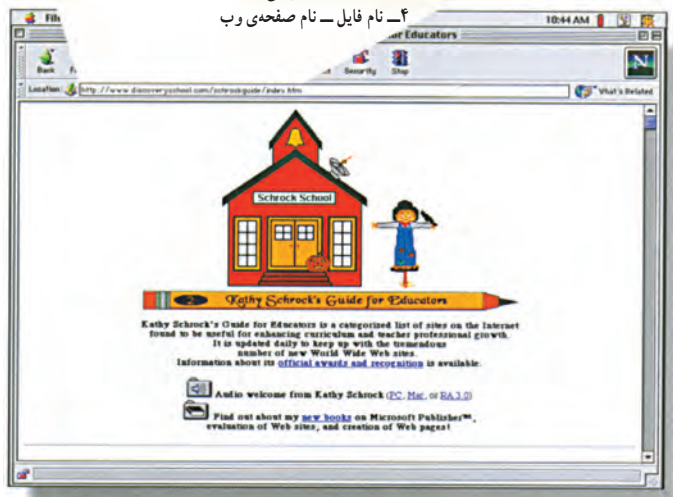 ۴ــ نام فایل ــ نام صفحه‌ی وب
10:44 AM
or Educators
Back
Security
Stop
N
Location: http://www.discoveryschool.com/schrockguide/index.htm
What's Related
Schrock School
Kathy Schrock's Guide for Educators
Kathy Schrock's Guide for Educators is a categorized list of sites on the Internet
found to be useful for enhancing curriculum and teacher professional growth.
It is updated daily to keep up with the tremendous
number of new World Wide Web sites.
Information about its official awards and recognition is available.
Audio welcome from Kathy Schrock (PC, Mac, or RA 3.0)
Find out about my new books on Microsoft Publisher™,
evaluation of Web sites, and creation of Web pages!